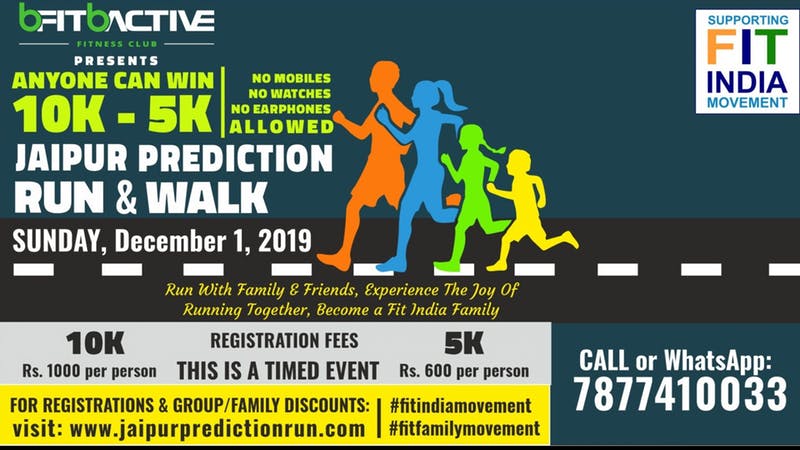 bFITbACTIVE
FITNESS CLUB
PRESENTS
ANYONE CAN WIN
10K - 5K
NO MOBILES
NO WATCHES
NO EARPHONES
ALLOWED
JAIPUR PREDICTION
RUN & WALK
SUNDAY, December 1, 2019
SUPPORTING
FIT
INDIA
MOVEMENT
Run With Family & Friends, Experience The Joy Of
Running Together, Become a Fit India Family
10K
Rs. 1000 per person
REGISTRATION FEES
THIS IS A TIMED EVENT
5K
Rs. 600 per person
CALL or WhatsApp:
7877410033
FOR REGISTRATIONS & GROUP/FAMILY DISCOUNTS:
visit: www.jaipurpredictionrun.com
#fitindiamovement
#fitfamilymovement